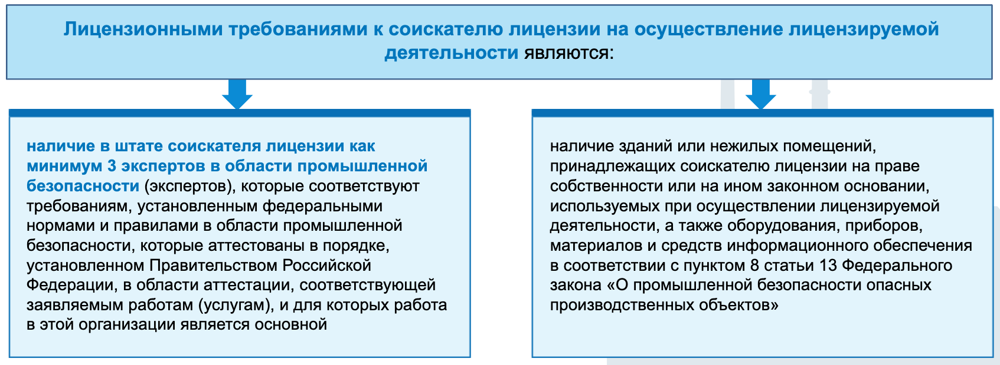 Лицензионными требованиями к соискателю лицензии на осуществление лицензируемой
деятельности являются:
наличие в штате соискателя лицензии как
минимум 3 экспертов в области промышленной
безопасности (экспертов), которые соответствуют
требованиям, установленным федеральными
нормами и правилами в области промышленной
безопасности, которые аттестованы в порядке,
установленном Правительством Российской
Федерации, в области аттестации, соответствующей
заявляемым работам (услугам), и для которых работа
в этой организации является основной
наличие зданий или нежилых помещений,
принадлежащих соискателю лицензии на праве
собственности или на ином законном основании,
используемых при осуществлении лицензируемой
деятельности, а также оборудования, приборов,
материалов и средств информационного обеспечения
в соответствии с пунктом 8 статьи 13 Федерального
закона «О промышленной безопасности опасных
производственных объектов»